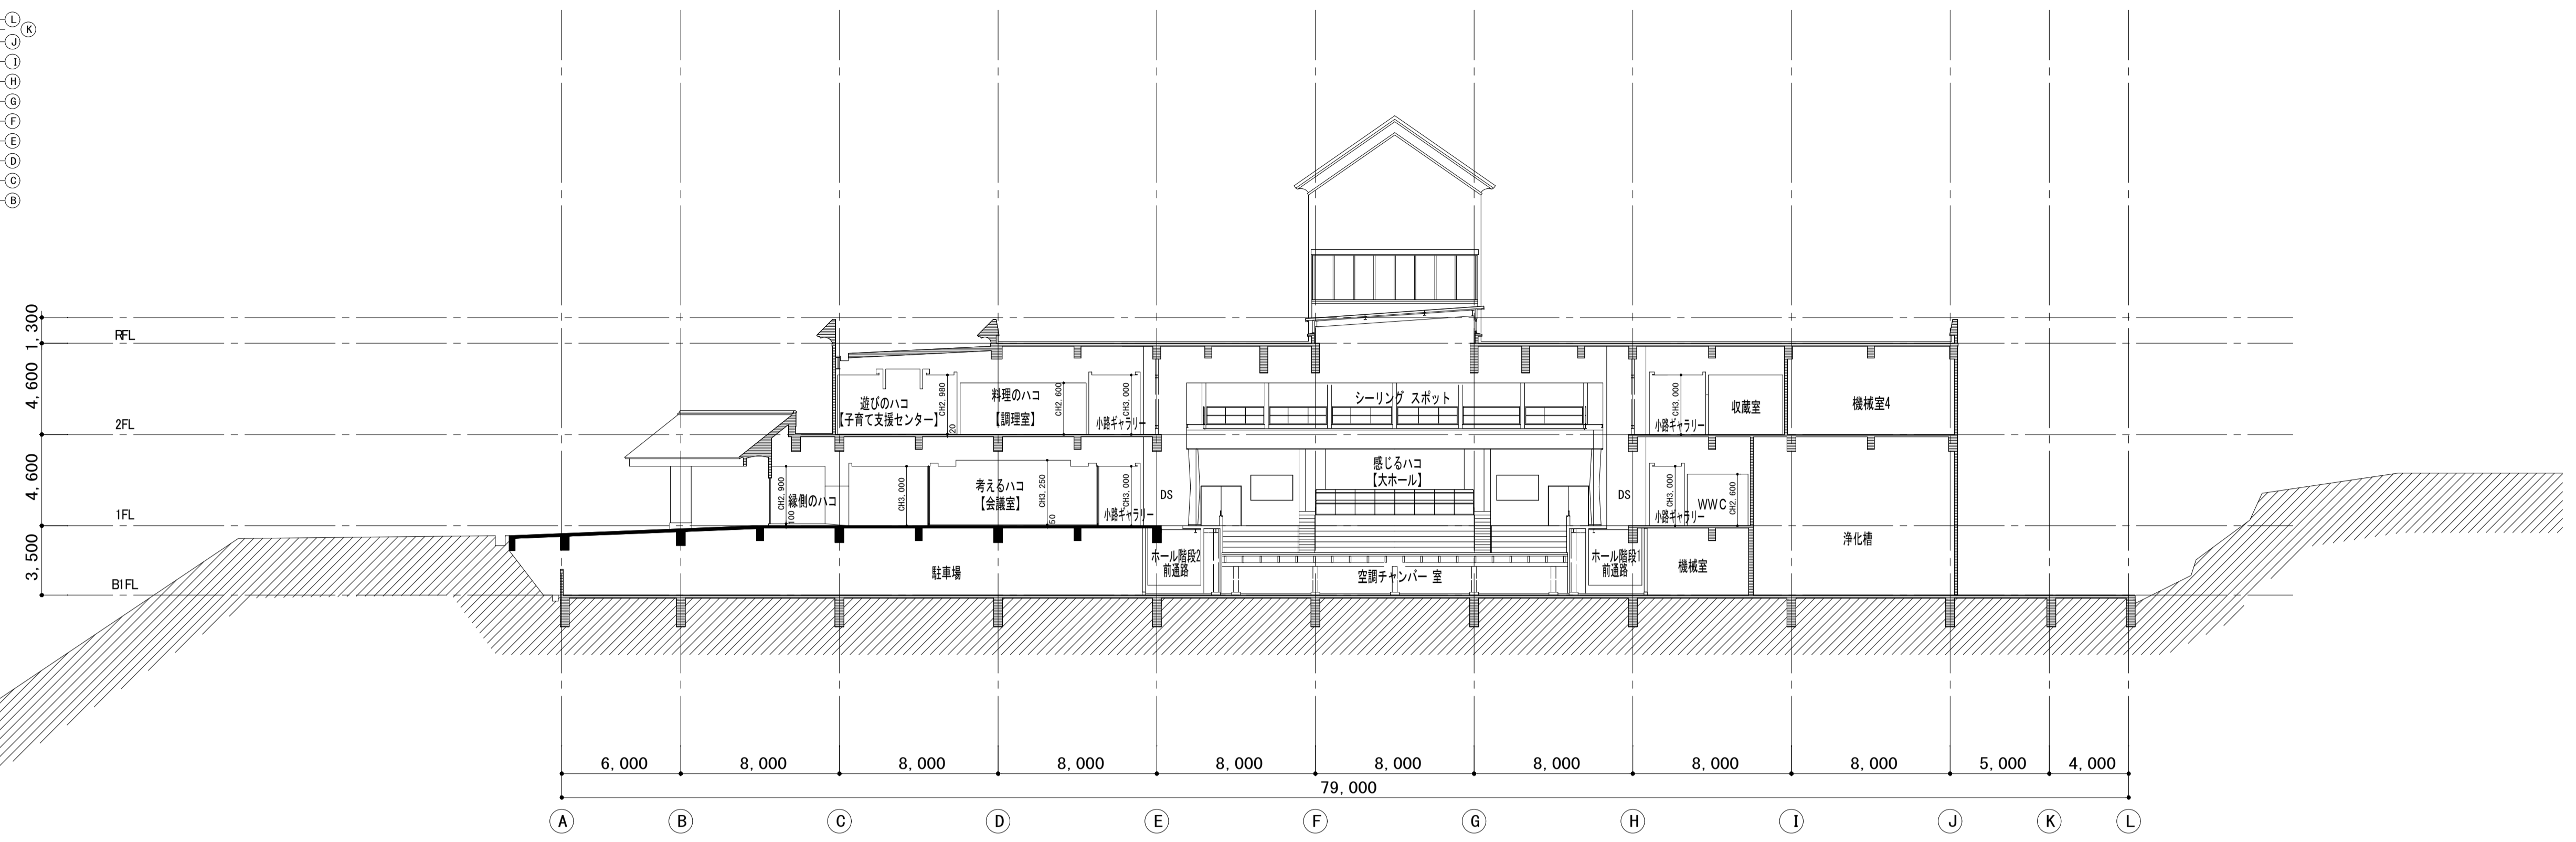 L
K
J
I
H
G
F
E
D
C
B
1,300
RFL
4,600
2FL
4,600
1FL
3,500
B1FL
遊びのハコ
【子育て支援センター】
CH2,980
20
料理のハコ
【調理室】
CH2,600
CH3,000
小路ギャラリー
シーリング スポット
CH3,000
小路ギャラリー
収蔵室
機械室4
CH2,900
100
縁側のハコ
CH3,000
考えるハコ
【会議室】
CH3,250
50
CH3,000
小路ギャラリー
DS
感じるハコ
【大ホール】
DS
CH3,000
小路ギャラリー
WWC
CH2,600
浄化槽
駐車場
ホール階段2
前通路
空調チャンバー 室
ホール階段1
前通路
機械室
6,000
8,000
8,000
8,000
8,000
8,000
8,000
8,000
8,000
5,000
4,000
79,000
A
B
C
D
E
F
G
H
I
J
K
L